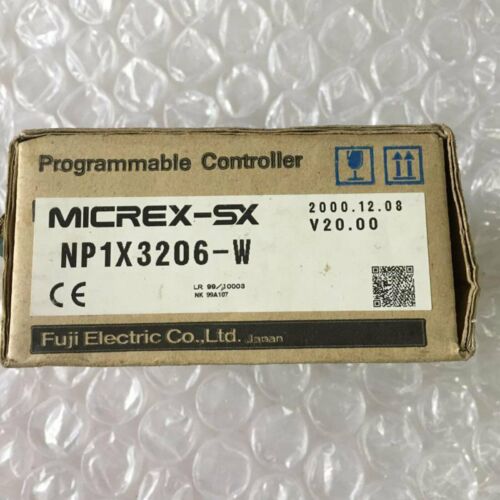 Programmable Controller
MICREX-SX
2000.12.08
V20.00
NP1X3206-W
CE
LR 99/10003
NK 99A107
Fuji Electric Co.,Ltd. Japan